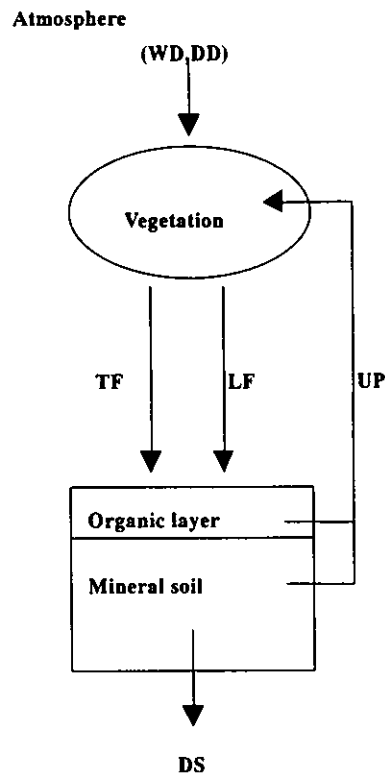 Atmosphere
(WD,DD)
Vegetation
TF
LF
UP
Organic layer
Mineral soil
DS